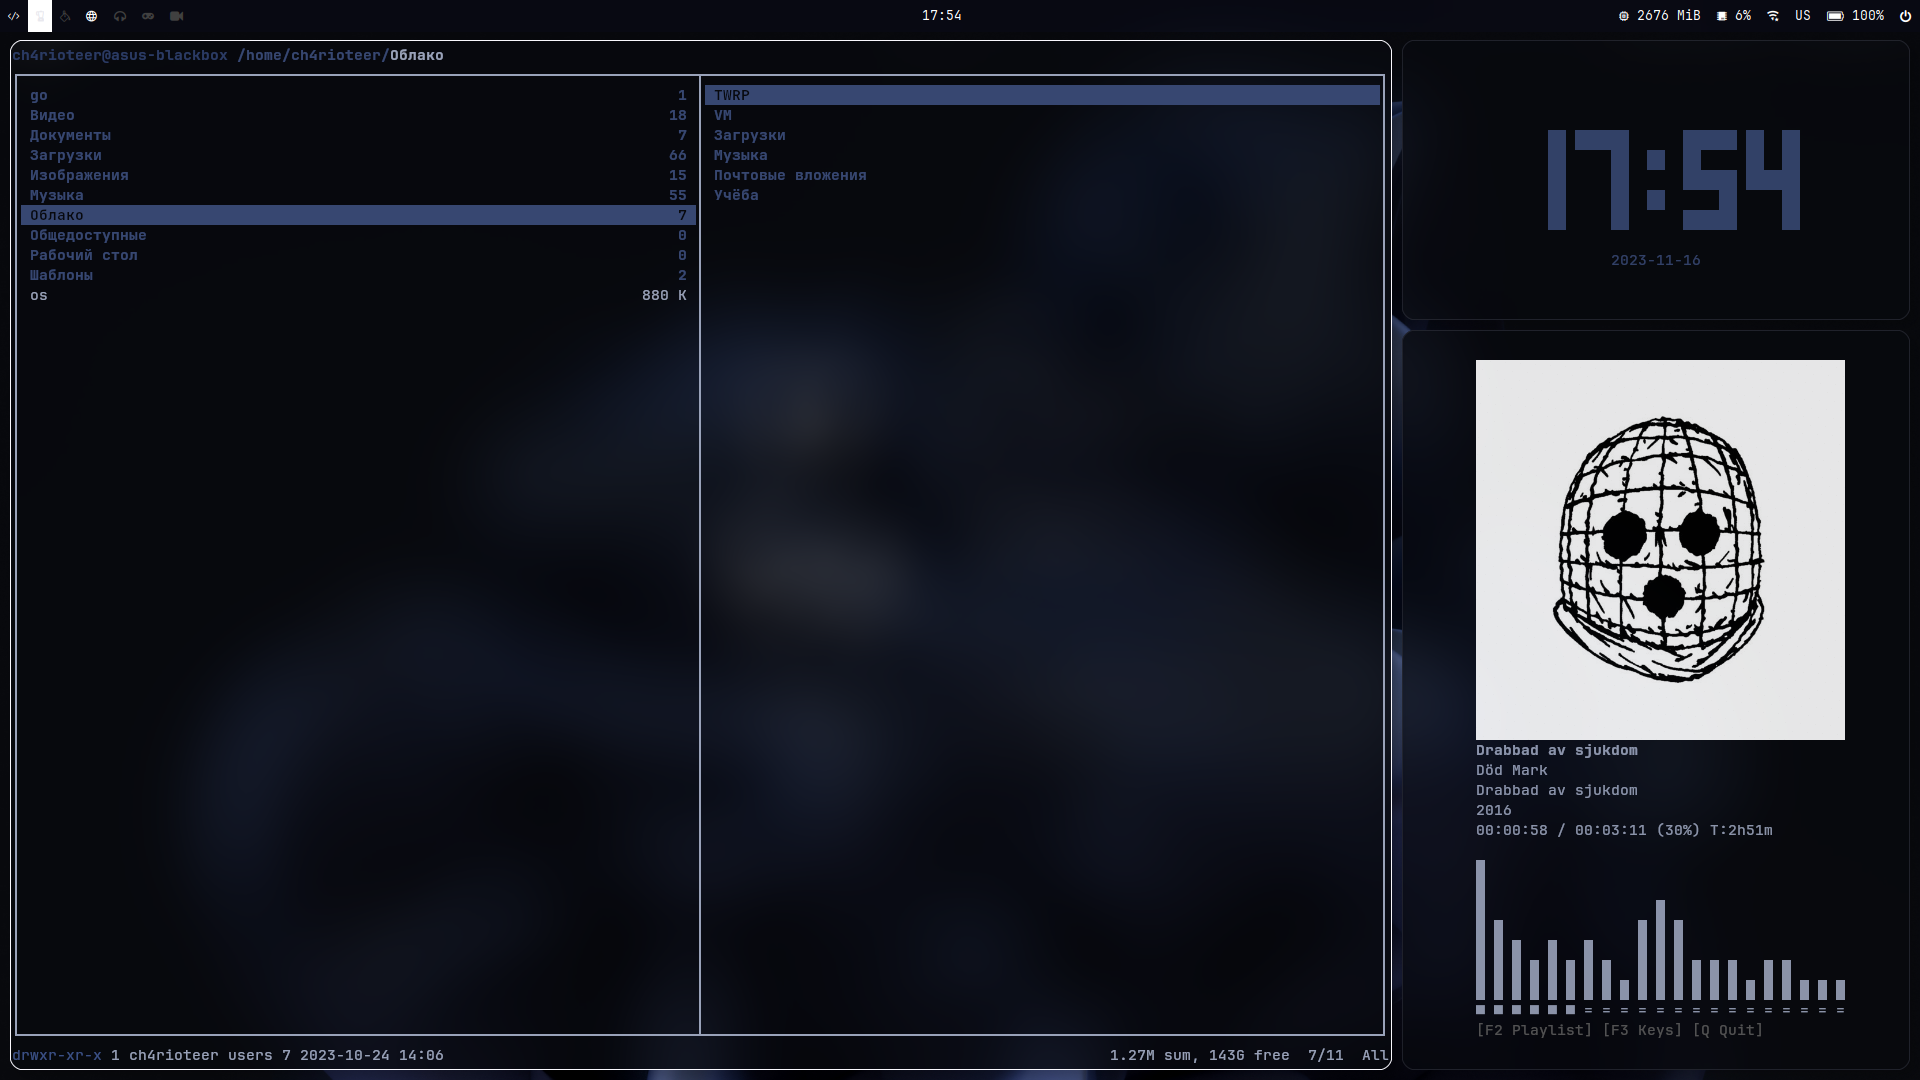 17:54
2676 MiB 6% US 100%
ch4rioteer@asus-blackbox /home/ch4rioteer/Облако
go 1
Видео 18
Документы 7
Загрузки 66
Изображения 15
Музыка 55
Облако 7
Общедоступные 0
Рабочий стол 0
Шаблоны 2
os 880 K
TWRP
VM
Загрузки
Музыка
Почтовые вложения
Учёба
drwxr-xr-x 1 ch4rioteer users 7 2023-10-24 14:06
1.27M sum, 143G free 7/11 All
17:54
2023-11-16
Drabbad av sjukdom
Död Mark
Drabbad av sjukdom
2016
00:00:58 / 00:03:11 (30%) T:2h51m
[F2 Playlist] [F3 Keys] [Q Quit]